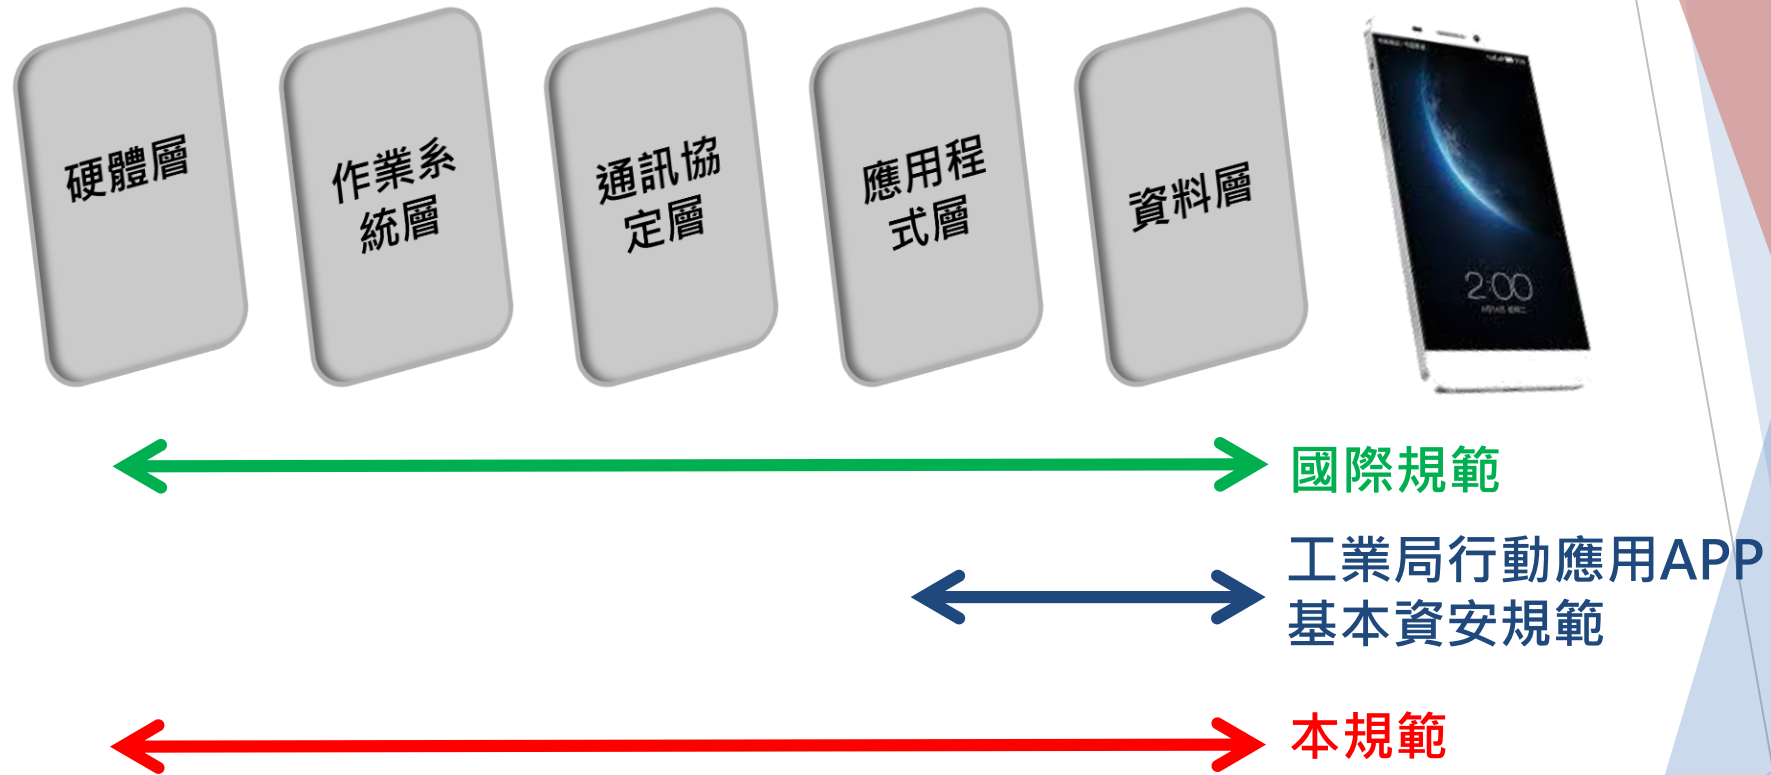 硬體層
作業系
統層
通訊協
定層
應用程
式層
資料層
2:00
國際規範
工業局行動應用APP
基本資安規範
本規範